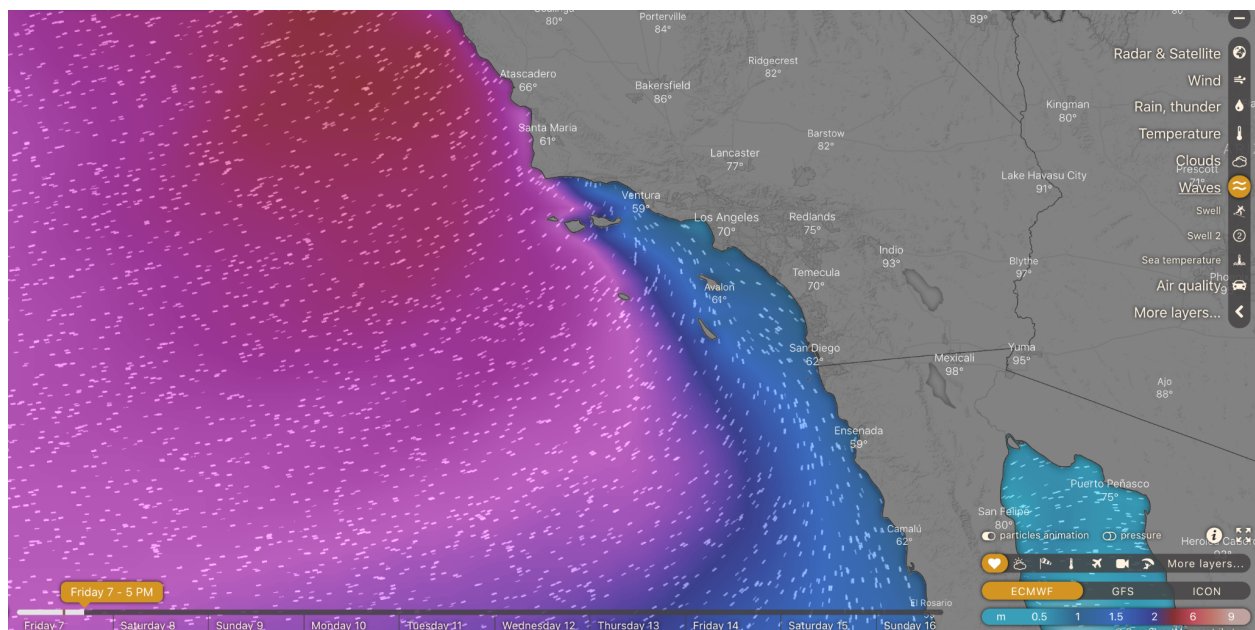 80°
Porterville
84°
89°
Ridgecrest
82°
Atascadero
66°
Bakersfield
86°
Kingman
80°
Santa Maria
61°
Barstow
82°
Lancaster
77°
Lake Havasu City
91°
Prescott
Ventura
59°
Los Angeles
70°
Redlands
75°
Indio
93°
Blythe
97°
Temecula
70°
Avalon
61°
San Diego
62°
Mexicali
98°
Yuma
95°
Ajo
88°
Ensenada
59°
Puerto Peñasco
75°
San Felipe
80°
Camalú
62°
El Rosario
Radar & Satellite
Wind
Rain, thunder
Temperature
Clouds
Waves
Swell
Swell 2
Sea temperature
Air quality
More layers...
particles animation pressure
More layers...
ECMWF GFS ICON
m 0.5 1 1.5 2 6 9
Friday 7 - 5 PM
Friday 7 Saturday 8 Sunday 9 Monday 10 Tuesday 11 Wednesday 12 Thursday 13 Friday 14 Saturday 15 Sunday 16